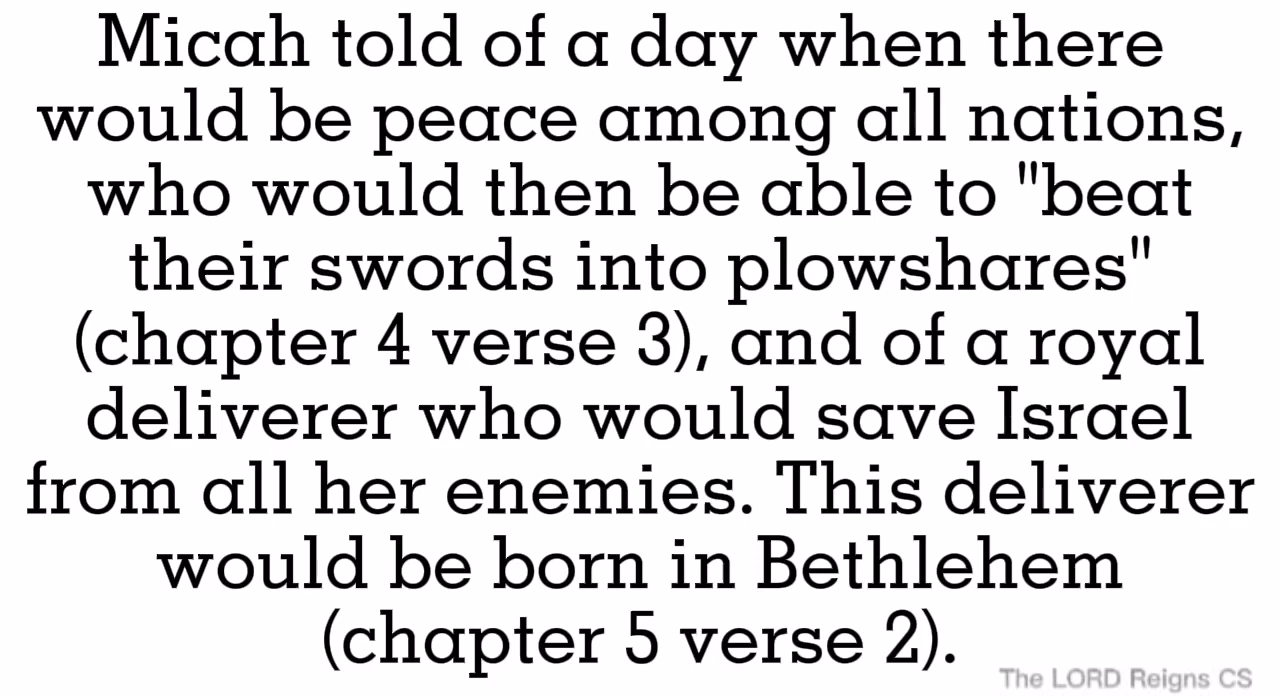 Micah told of a day when there
would be peace among all nations,
who would then be able to "beat
their swords into plowshares"
(chapter 4 verse 3), and of a royal
deliverer who would save Israel
from all her enemies. This deliverer
would be born in Bethlehem
(chapter 5 verse 2).
The LORD Reigns CS